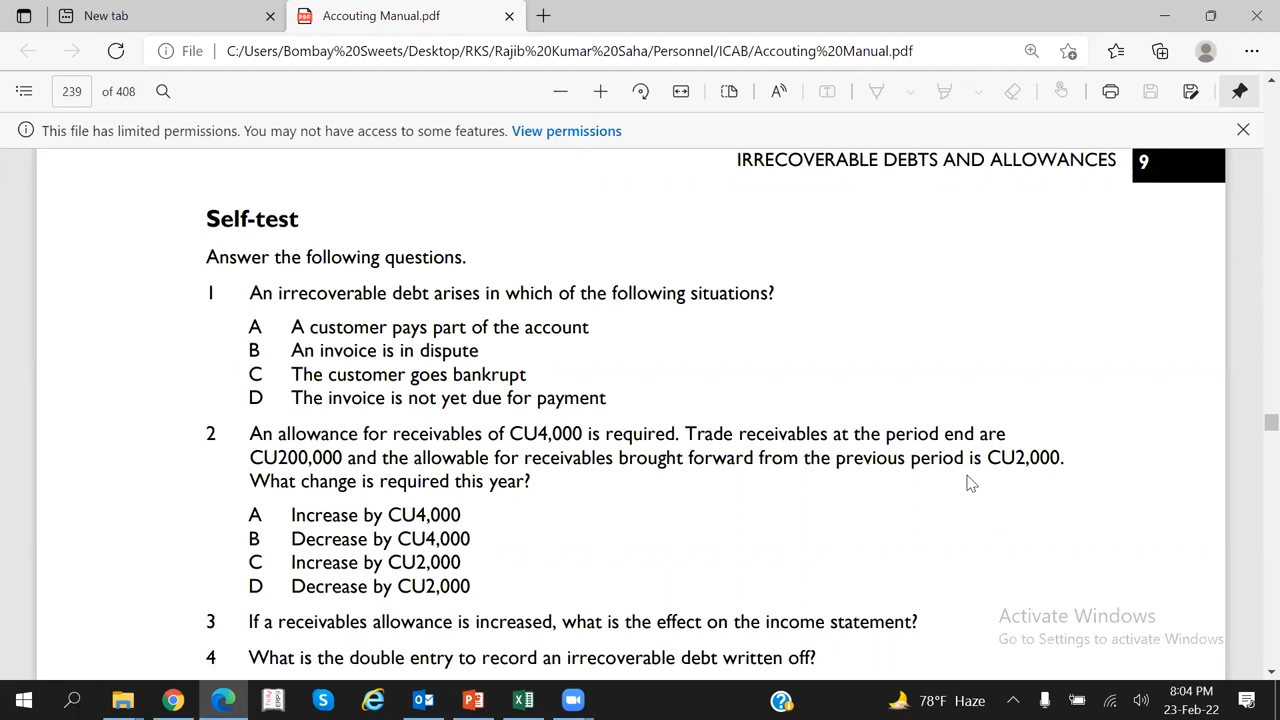 New tab
Accouting Manual.pdf
File
C:/Users/Bombay%20Sweets/Desktop/RKS/Rajib%20Kumar%20Saha/Personnel/ICAB/Accouting%20Manual.pdf
239 of 408
This file has limited permissions. You may not have access to some features. View permissions
IRRECOVERABLE DEBTS AND ALLOWANCES 9
Self-test
Answer the following questions.
1 An irrecoverable debt arises in which of the following situations?
A A customer pays part of the account
B An invoice is in dispute
C The customer goes bankrupt
D The invoice is not yet due for payment
2 An allowance for receivables of CU4,000 is required. Trade receivables at the period end are
CU200,000 and the allowable for receivables brought forward from the previous period is CU2,000.
What change is required this year?
A Increase by CU4,000
B Decrease by CU4,000
C Increase by CU2,000
D Decrease by CU2,000
3 If a receivables allowance is increased, what is the effect on the income statement?
4 What is the double entry to record an irrecoverable debt written off?
Activate Windows
Go to Settings to activate Windows
78°F Haze
8:04 PM
23-Feb-22